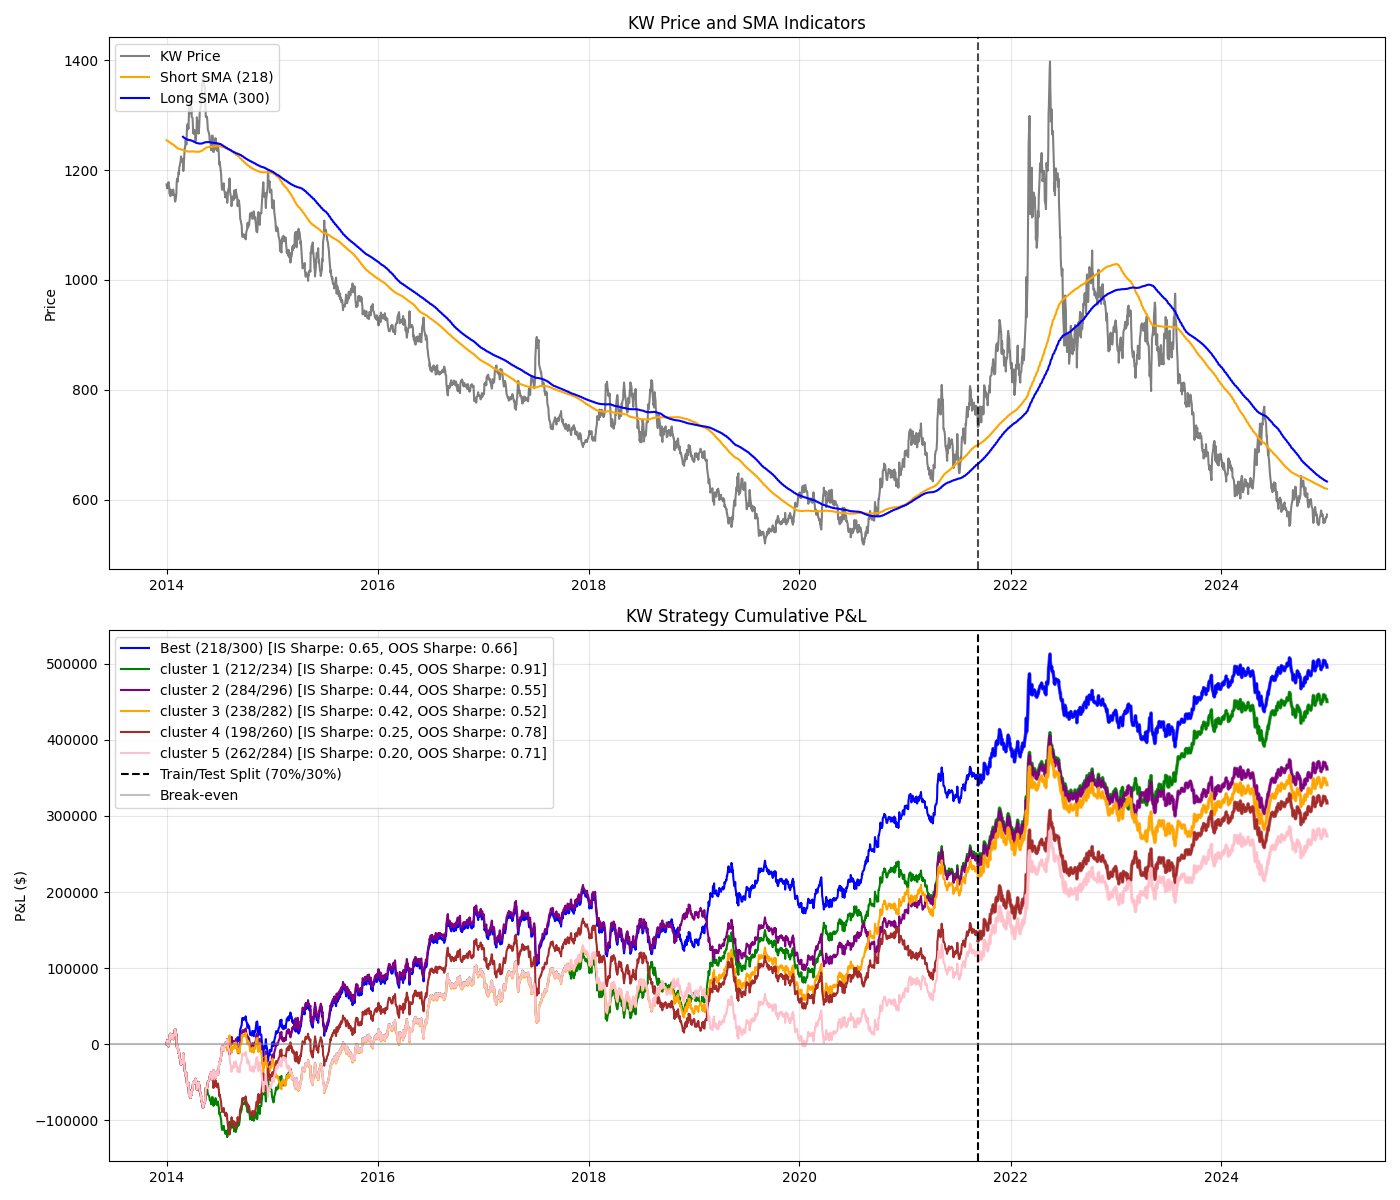 KW Price and SMA Indicators
KW Price
Short SMA (218)
Long SMA (300)
1400
1200
1000
800
600
Price
2014
2016
2018
2020
2022
2024
KW Strategy Cumulative P&L
Best (218/300) [IS Sharpe: 0.65, OOS Sharpe: 0.66]
cluster 1 (212/234) [IS Sharpe: 0.45, OOS Sharpe: 0.91]
cluster 2 (284/296) [IS Sharpe: 0.44, OOS Sharpe: 0.55]
cluster 3 (238/282) [IS Sharpe: 0.42, OOS Sharpe: 0.52]
cluster 4 (198/260) [IS Sharpe: 0.25, OOS Sharpe: 0.78]
cluster 5 (262/284) [IS Sharpe: 0.20, OOS Sharpe: 0.71]
Train/Test Split (70%/30%)
Break-even
500000
400000
300000
200000
100000
0
−100000
P&L ($)
2014
2016
2018
2020
2022
2024